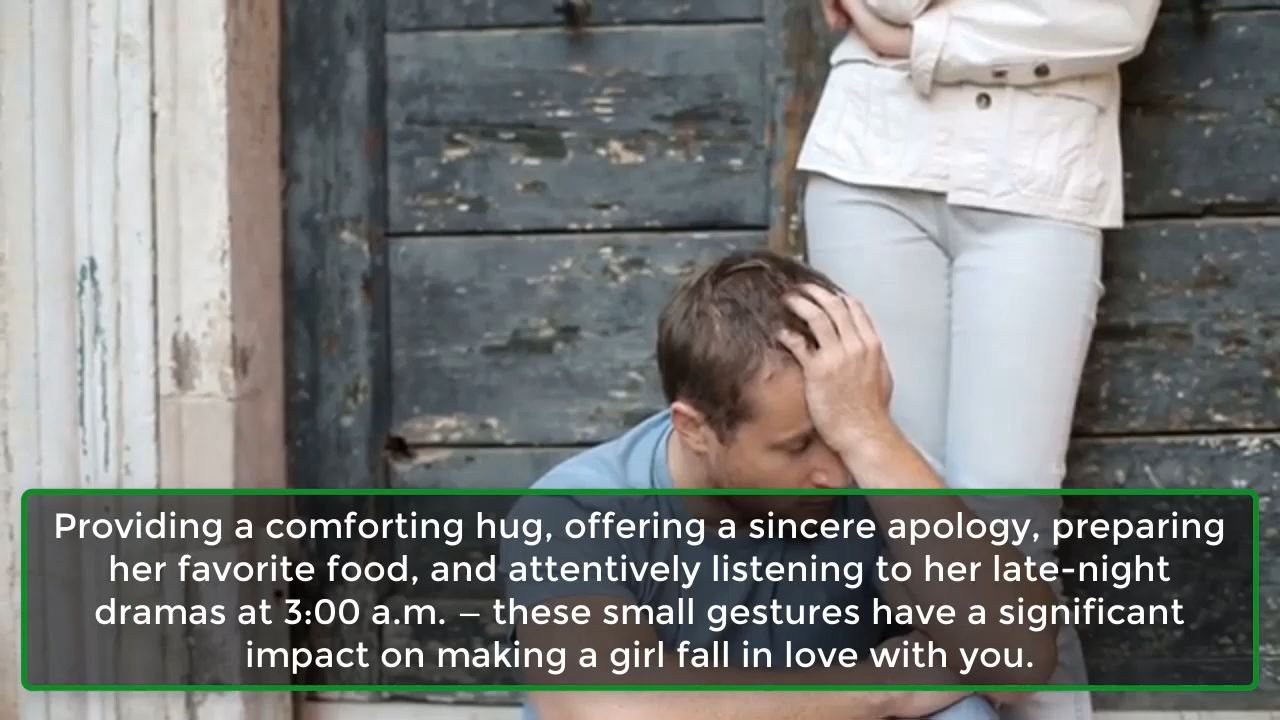 Providing a comforting hug, offering a sincere apology, preparing
her favorite food, and attentively listening to her late-night
dramas at 3:00 a.m. – these small gestures have a significant
impact on making a girl fall in love with you.